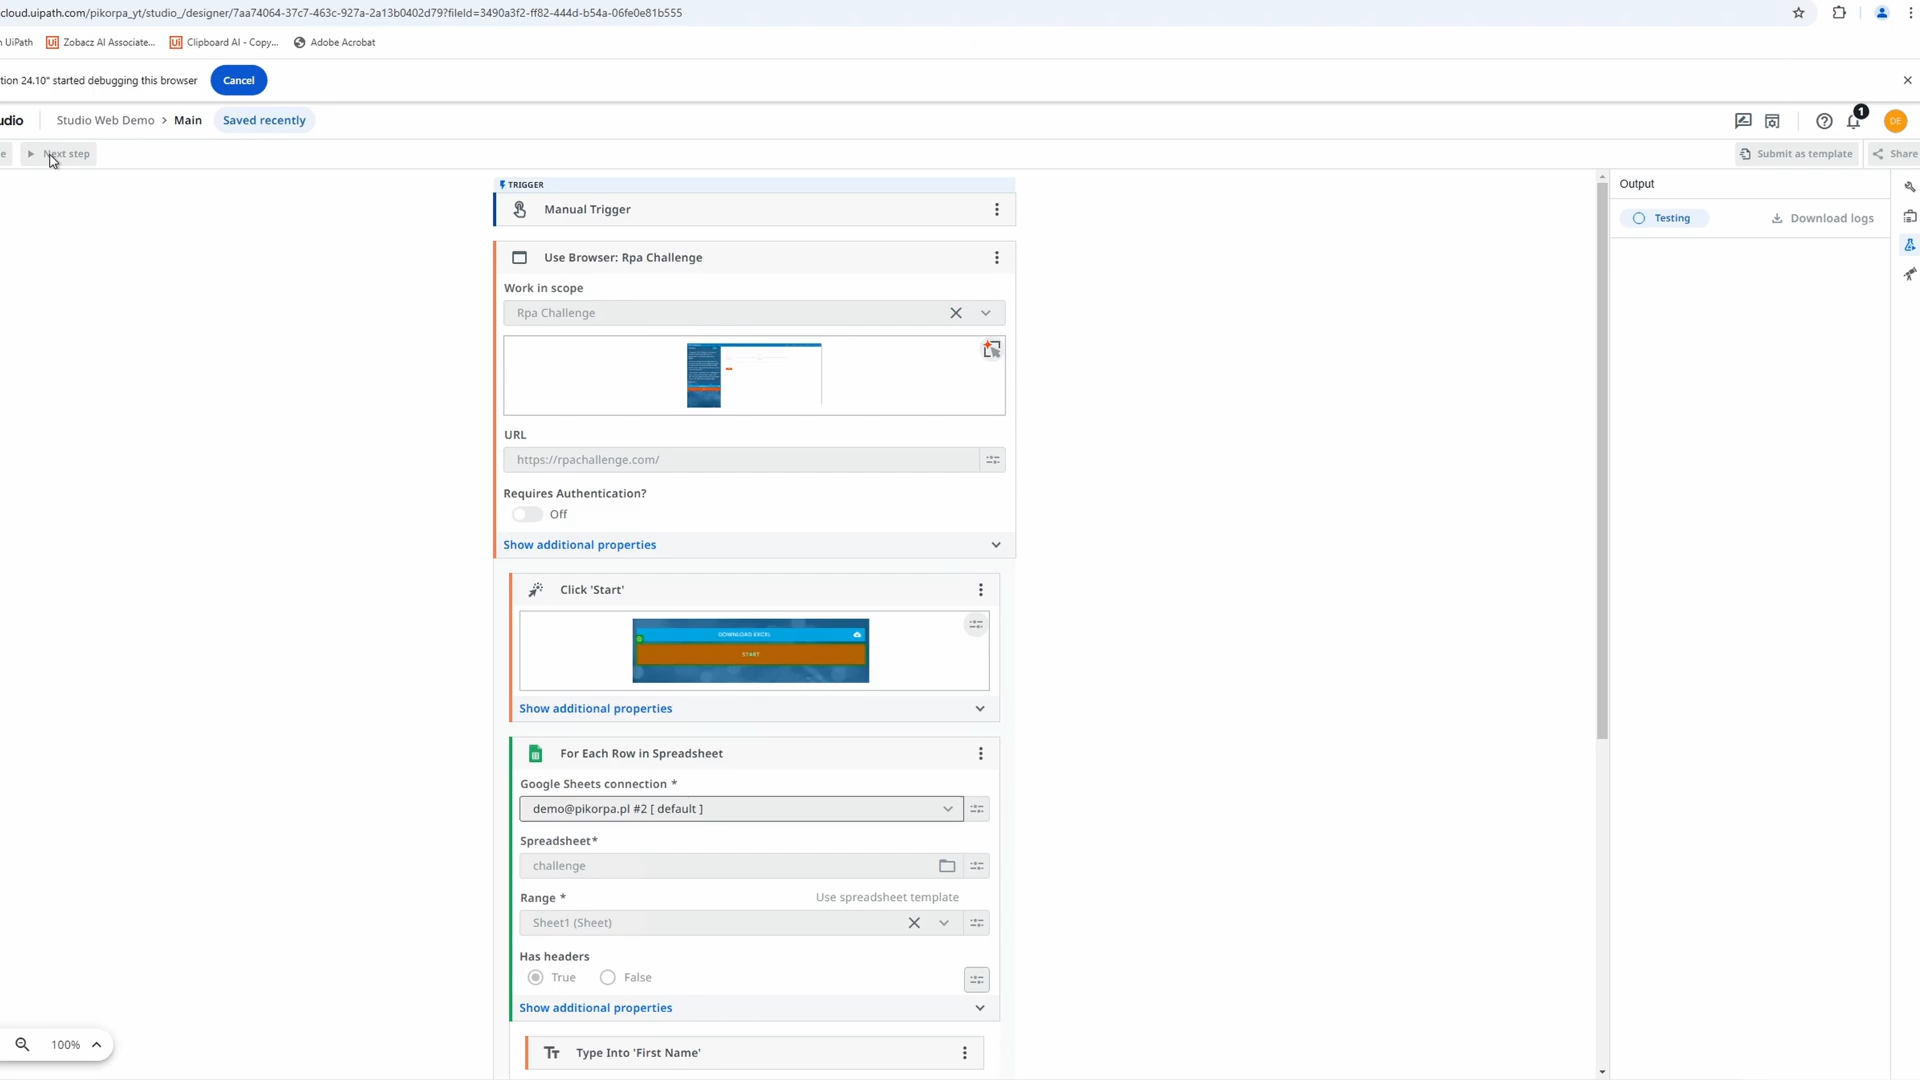 cloud.uipath.com/pikorpa_yt/studio_/designer/7aa74064-37c7-463c-927a-2a13b0402d79?fileId=3490a3f2-ff82-444d-b54a-06fe0e81b555
UiPath Zobacz AI Associate... Clipboard AI - Copy... Adobe Acrobat
tion 24.10" started debugging this browser Cancel
udio Studio Web Demo > Main Saved recently 1 DE
e Next step Submit as template Share
TRIGGER
Manual Trigger
Output
Testing Download logs
Use Browser: Rpa Challenge
Work in scope
Rpa Challenge
URL
https://rpachallenge.com/
Requires Authentication?
Off
Show additional properties
Click 'Start'
DOWNLOAD EXCEL
START
Show additional properties
For Each Row in Spreadsheet
Google Sheets connection *
demo@pikorpa.pl #2 [ default ]
Spreadsheet*
challenge
Range * Use spreadsheet template
Sheet1 (Sheet)
Has headers
True False
Show additional properties
100%
Type Into 'First Name'